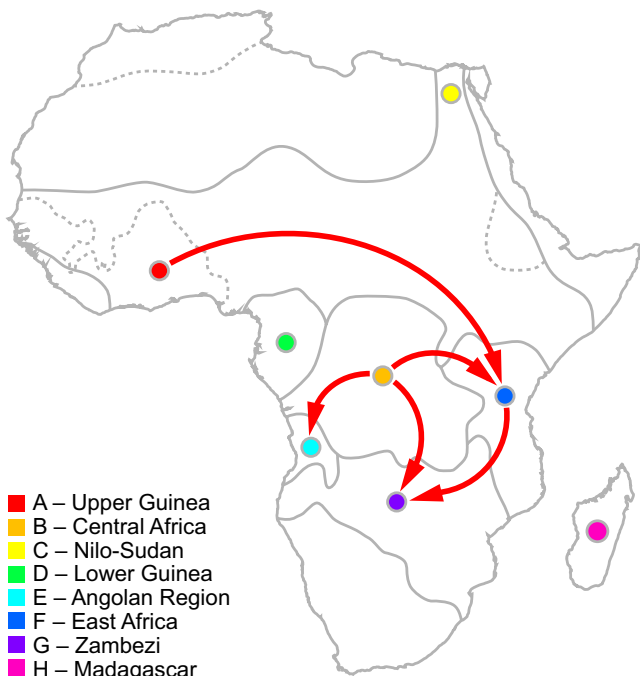 A – Upper Guinea
B – Central Africa
C – Nilo-Sudan
D – Lower Guinea
E – Angolan Region
F – East Africa
G – Zambezi
H – Madagascar